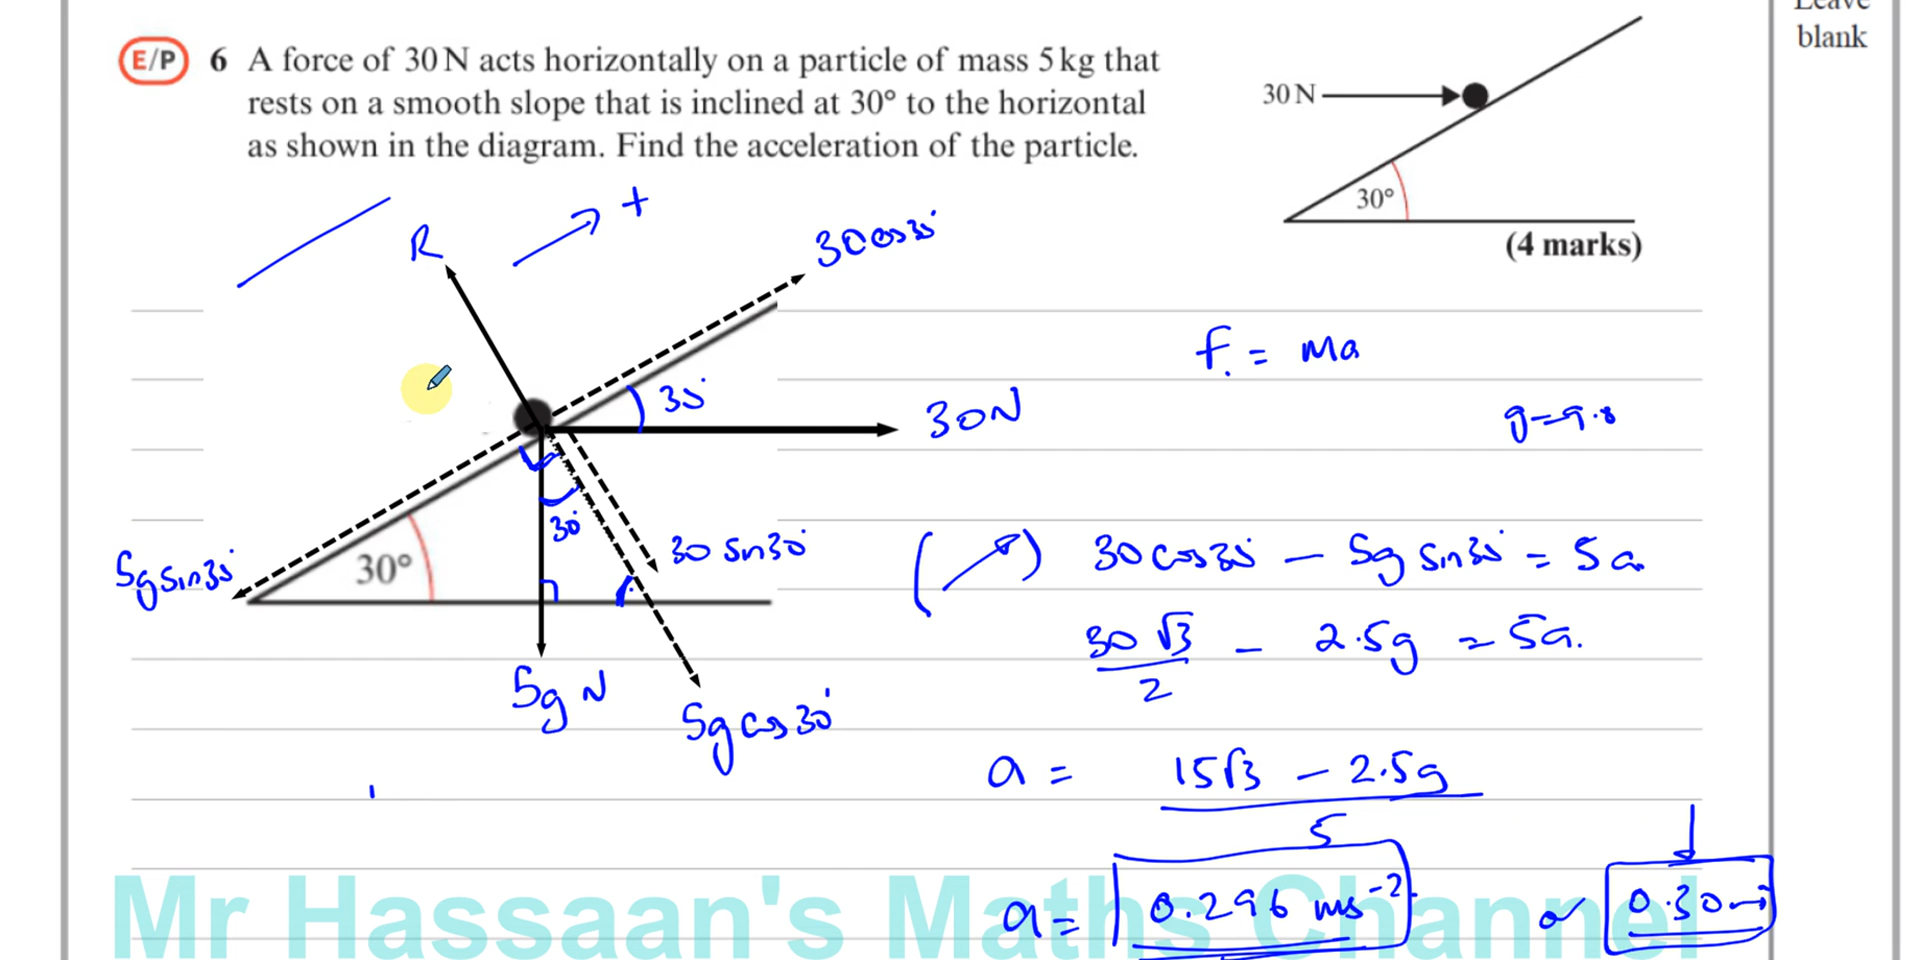 Leave
blank
E/P 6 A force of 30 N acts horizontally on a particle of mass 5 kg that
rests on a smooth slope that is inclined at 30° to the horizontal
as shown in the diagram. Find the acceleration of the particle.
30 N
30°
(4 marks)
R
+
30cos30°
30°
30N
30°
30°
5g sin30°
30 sin30°
5g N
5g cos30°
F = ma
g=9.8
(↗) 30cos30° - 5g sin30° = 5a
30√3/2 - 2.5g = 5a.
a = (15√3 - 2.5g)/5
a = 0.296 ms⁻² or 0.30
Mr Hassaan's Maths Channel